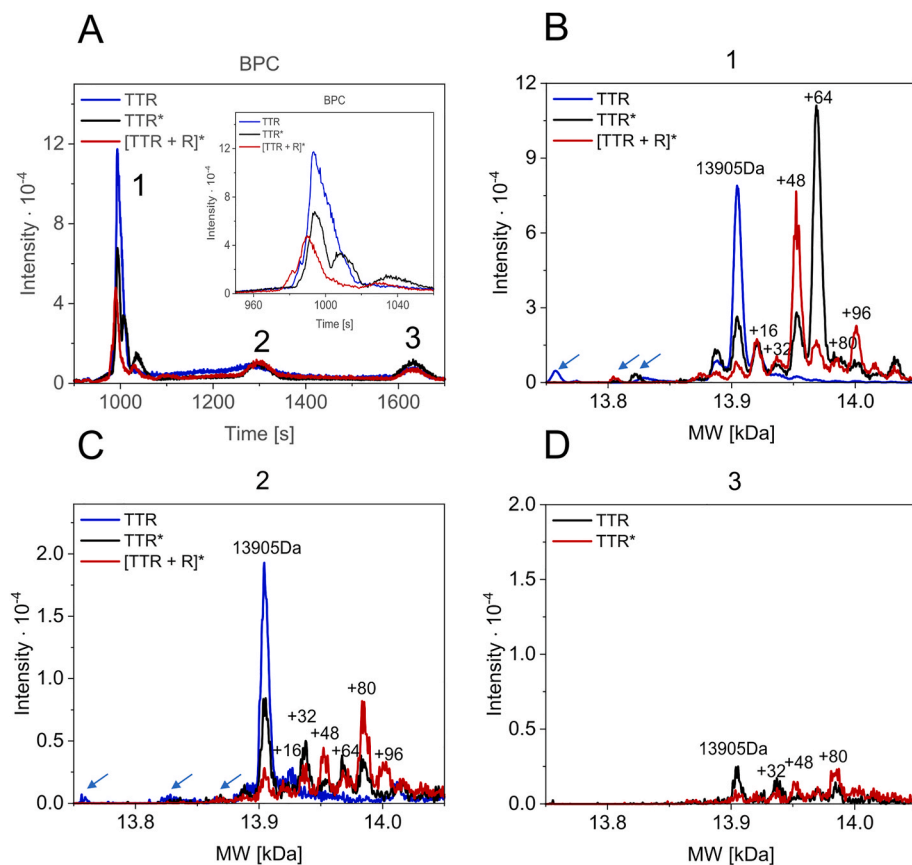 A
BPC
TTR
TTR*
[TTR + R]*
1
2
3
Intensity · 10⁻⁴
12
8
4
0
1000
1200
1400
1600
Time [s]
BPC
TTR
TTR*
[TTR + R]*
Intensity · 10⁻⁴
12
8
4
0
960
1000
1040
Time [s]
B
1
TTR
TTR*
[TTR + R]*
13905Da
+16
+32
+48
+64
+80
+96
Intensity · 10⁻⁴
12
9
6
3
0
13.8
13.9
14.0
MW [kDa]
C
2
TTR
TTR*
[TTR + R]*
13905Da
+16
+32
+48
+64
+80
+96
Intensity · 10⁻⁴
2.0
1.5
1.0
0.5
0.0
13.8
13.9
14.0
MW [kDa]
D
3
TTR
TTR*
13905Da
+32
+48
+80
Intensity · 10⁻⁴
2.0
1.5
1.0
0.5
0.0
13.8
13.9
14.0
MW [kDa]